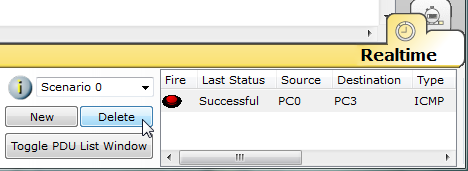 Realtime
Scenario 0
Fire Last Status Source Destination Type
Successful PC0 PC3 ICMP
New Delete
Toggle PDU List Window